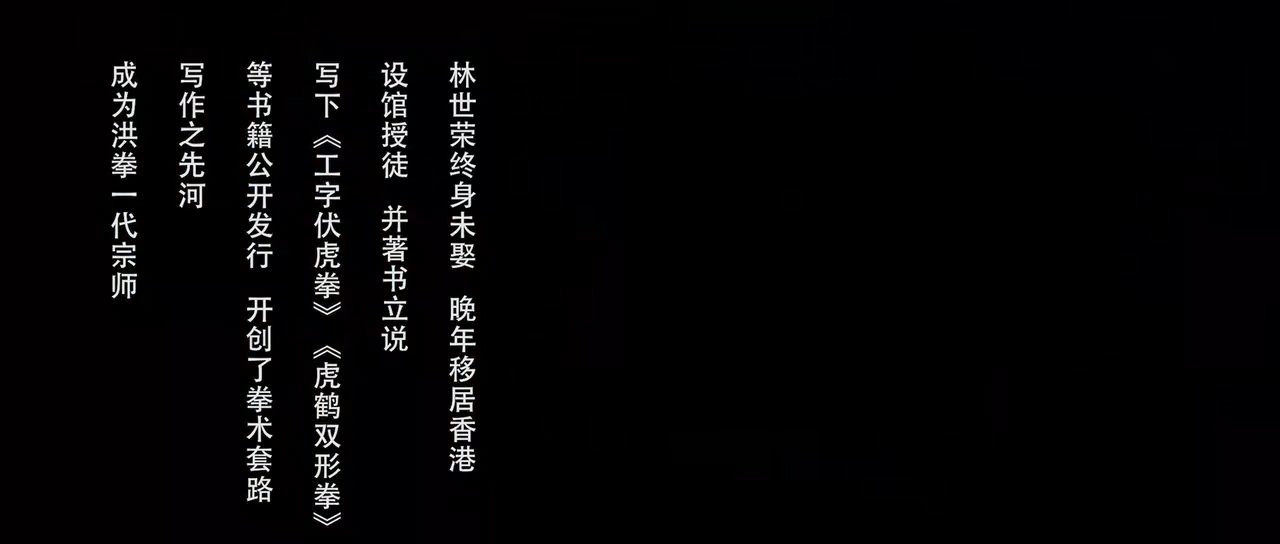 林世荣终身未娶　晚年移居香港
设馆授徒　并著书立说
写下《工字伏虎拳》《虎鹤双形拳》
等书籍公开发行　开创了拳术套路
写作之先河
成为洪拳一代宗师